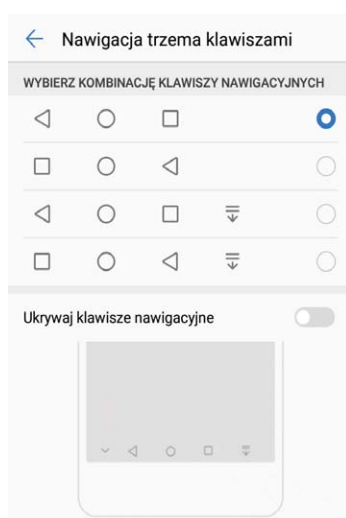 Nawigacja trzema klawiszami
WYBIERZ KOMBINACJĘ KLAWISZY NAWIGACYJNYCH
Ukrywaj klawisze nawigacyjne